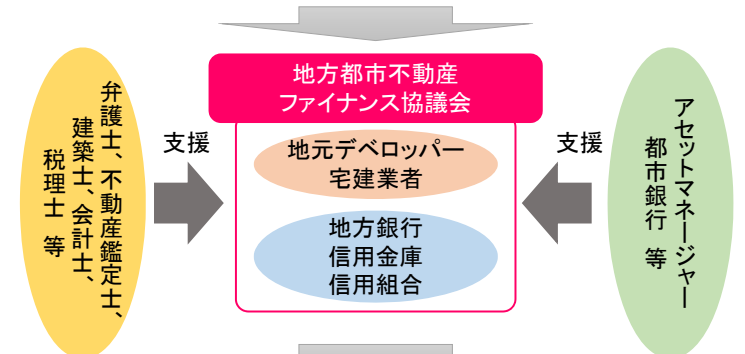 地方都市不動産
ファイナンス協議会
弁護士、不動産鑑定士、
建築士、会計士、
税理士 等
支援
地元デベロッパー
宅建業者
地方銀行
信用金庫
信用組合
支援
アセットマネージャー
都市銀行 等